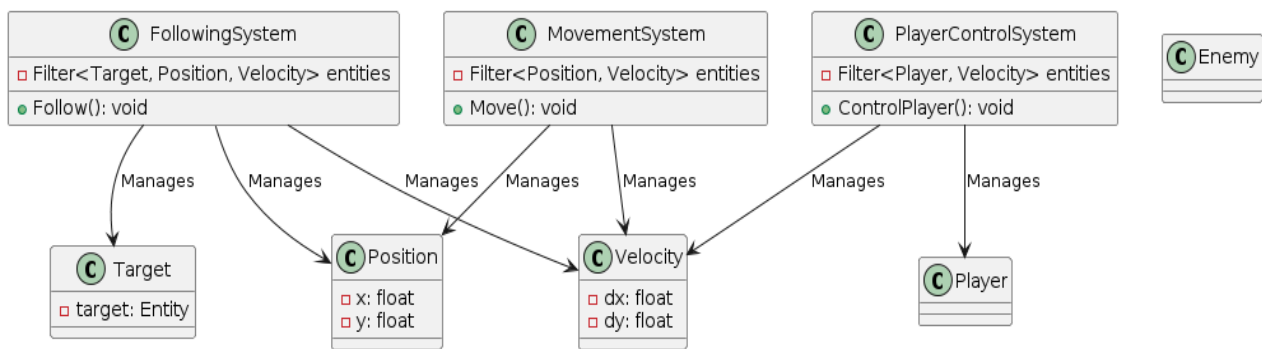 C FollowingSystem
Filter<Target, Position, Velocity> entities
Follow(): void
C MovementSystem
Filter<Position, Velocity> entities
Move(): void
C PlayerControlSystem
Filter<Player, Velocity> entities
ControlPlayer(): void
C Enemy
Manages
Manages
Manages
Manages
Manages
Manages
Manages
C Target
target: Entity
C Position
x: float
y: float
C Velocity
dx: float
dy: float
C Player